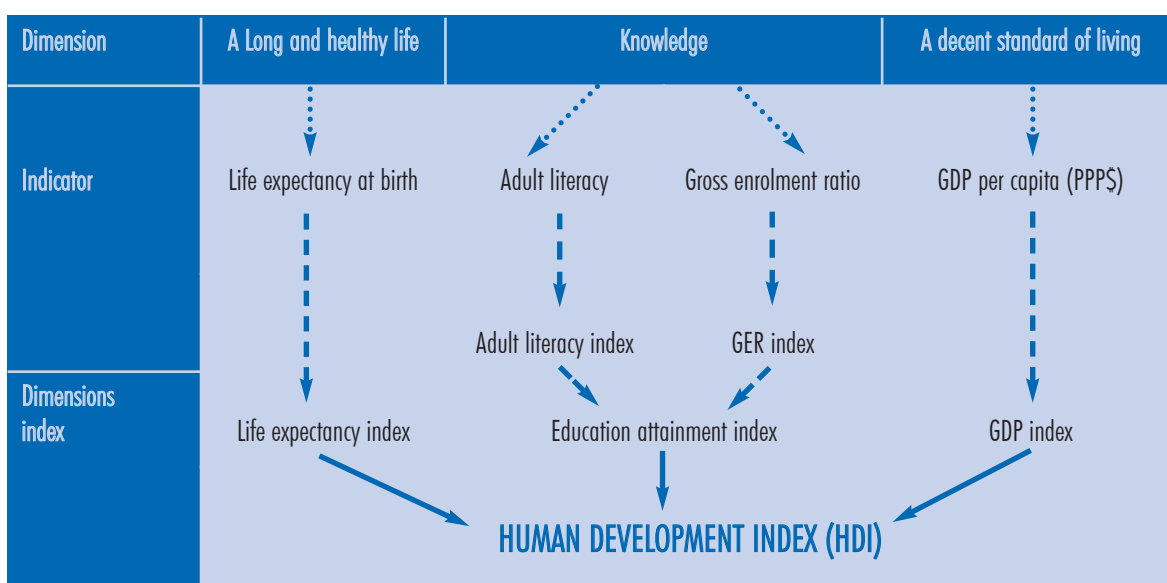 Dimension
A Long and healthy life
Knowledge
A decent standard of living
Indicator
Life expectancy at birth
Adult literacy
Gross enrolment ratio
GDP per capita (PPP$)
Adult literacy index
GER index
Dimensions
index
Life expectancy index
Education attainment index
GDP index
HUMAN DEVELOPMENT INDEX (HDI)